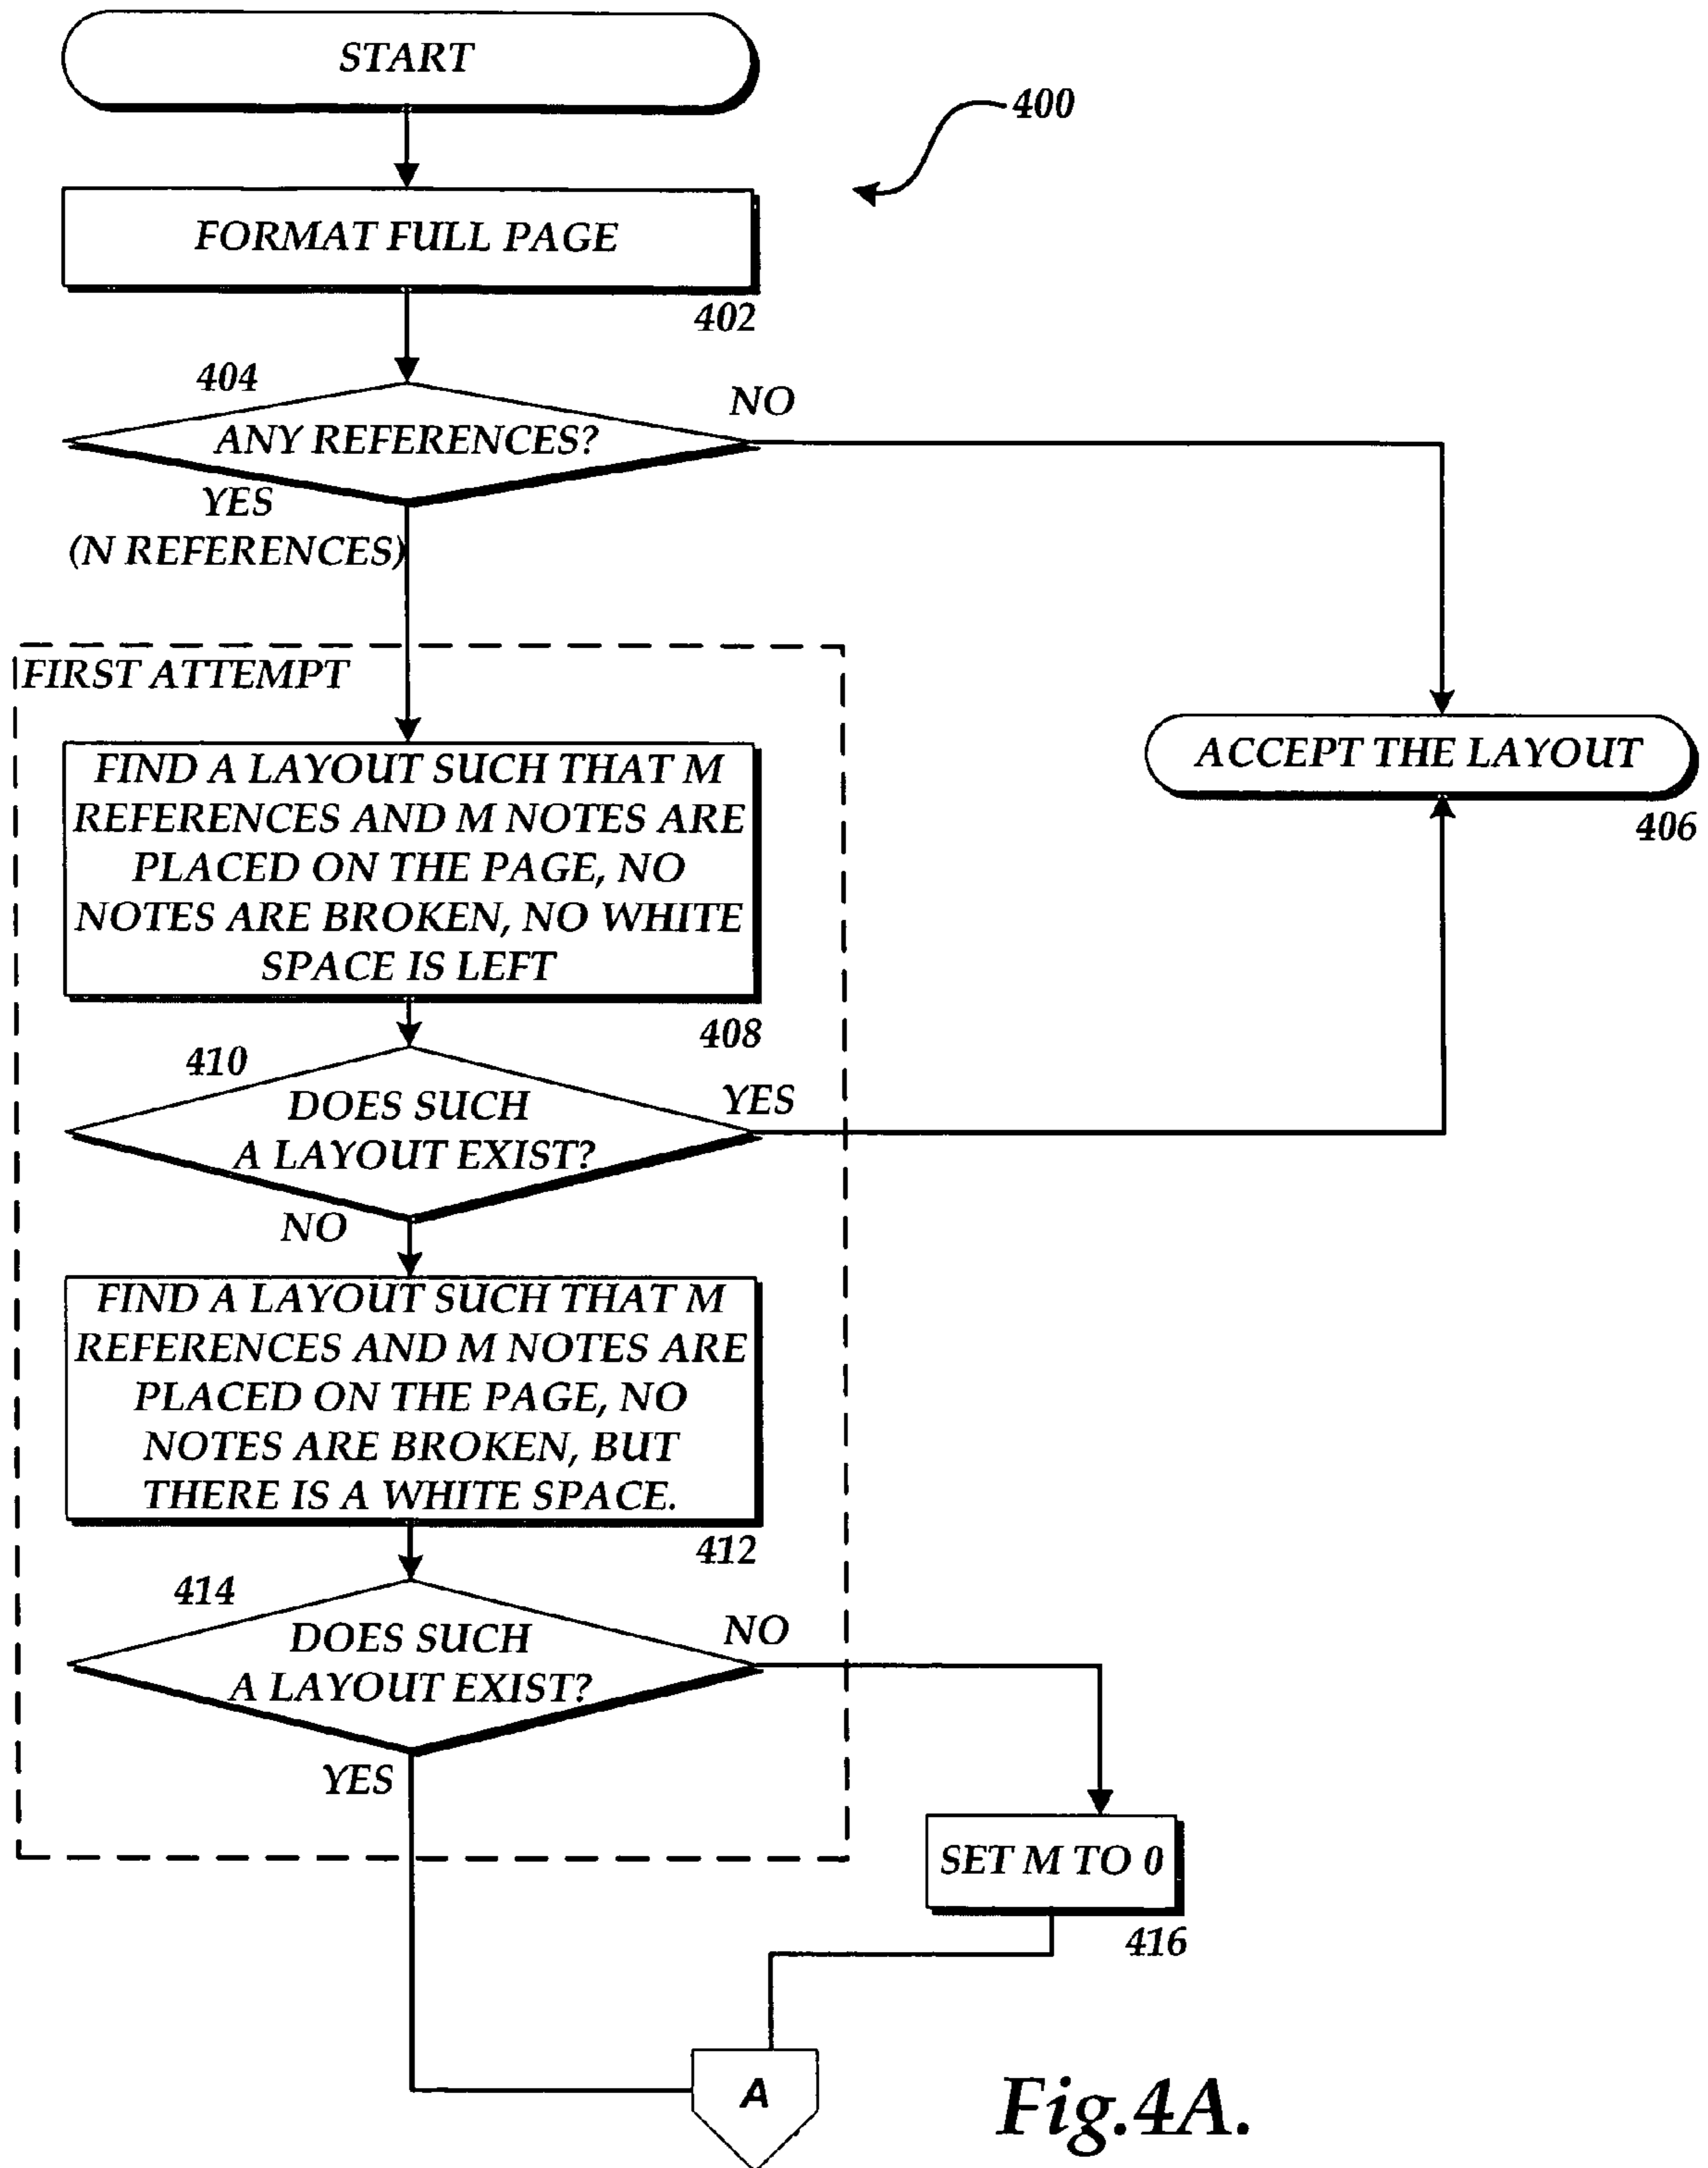 START
400
FORMAT FULL PAGE
402
404
NO
ANY REFERENCES?
YES
(N REFERENCES)
FIRST ATTEMPT
FIND A LAYOUT SUCH THAT M
REFERENCES AND M NOTES ARE
PLACED ON THE PAGE, NO
NOTES ARE BROKEN, NO WHITE
SPACE IS LEFT
ACCEPT THE LAYOUT
406
408
410
DOES SUCH
A LAYOUT EXIST?
YES
NO
FIND A LAYOUT SUCH THAT M
REFERENCES AND M NOTES ARE
PLACED ON THE PAGE, NO
NOTES ARE BROKEN, BUT
THERE IS A WHITE SPACE.
412
414
DOES SUCH
A LAYOUT EXIST?
NO
YES
SET M TO 0
416
A
Fig.4A.